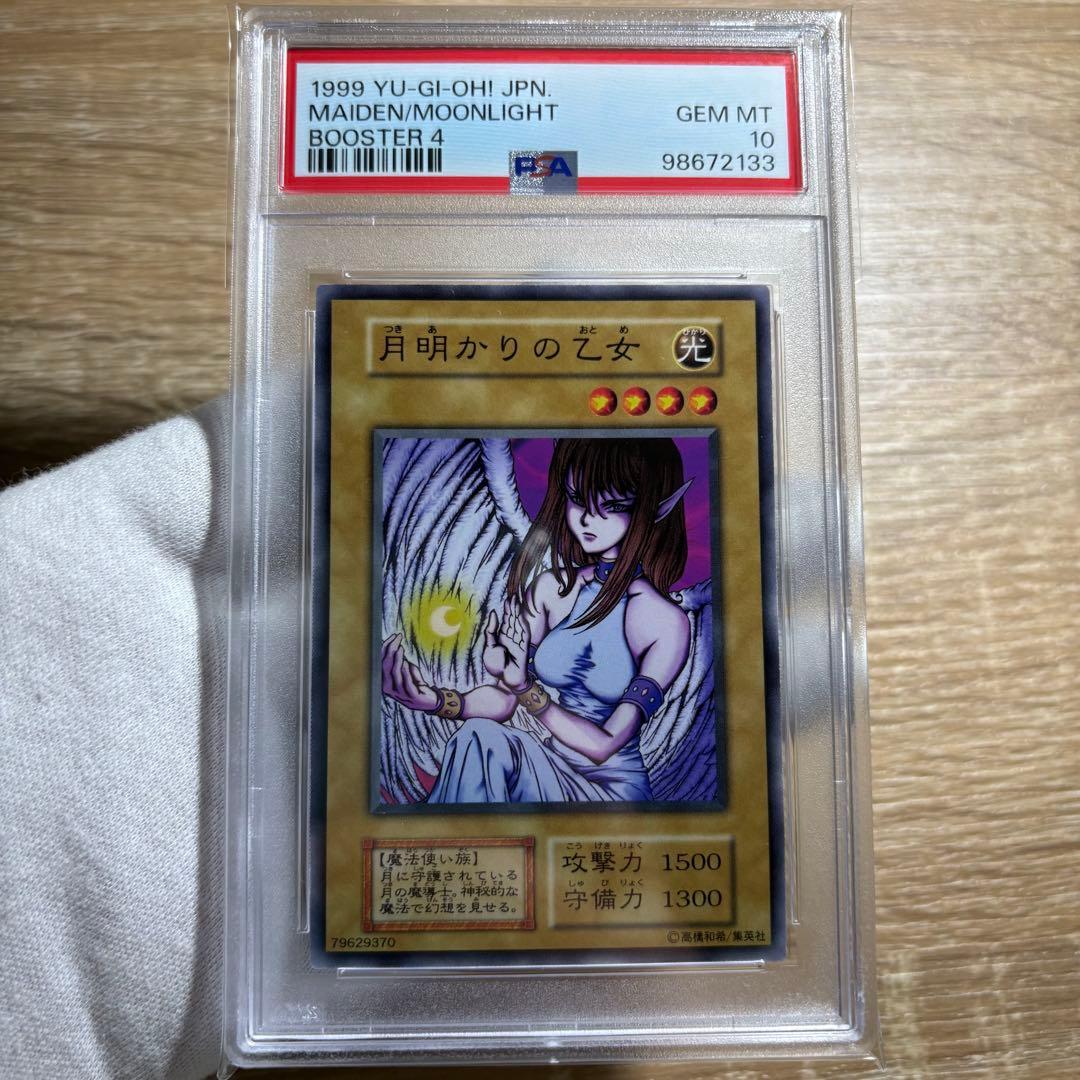 1999 YU-GI-OH! JPN.
MAIDEN/MOONLIGHT
BOOSTER 4
GEM MT
10
98672133
PSA
つき あ おと め
月明かりの乙女
ひかり
光
【魔法使い族】
月に守護されている
月の魔導士。神秘的な
魔法で幻想を見せる。
こう げき りょく
攻撃力 1500
しゅ び りょく
守備力 1300
79629370
©高橋和希/集英社